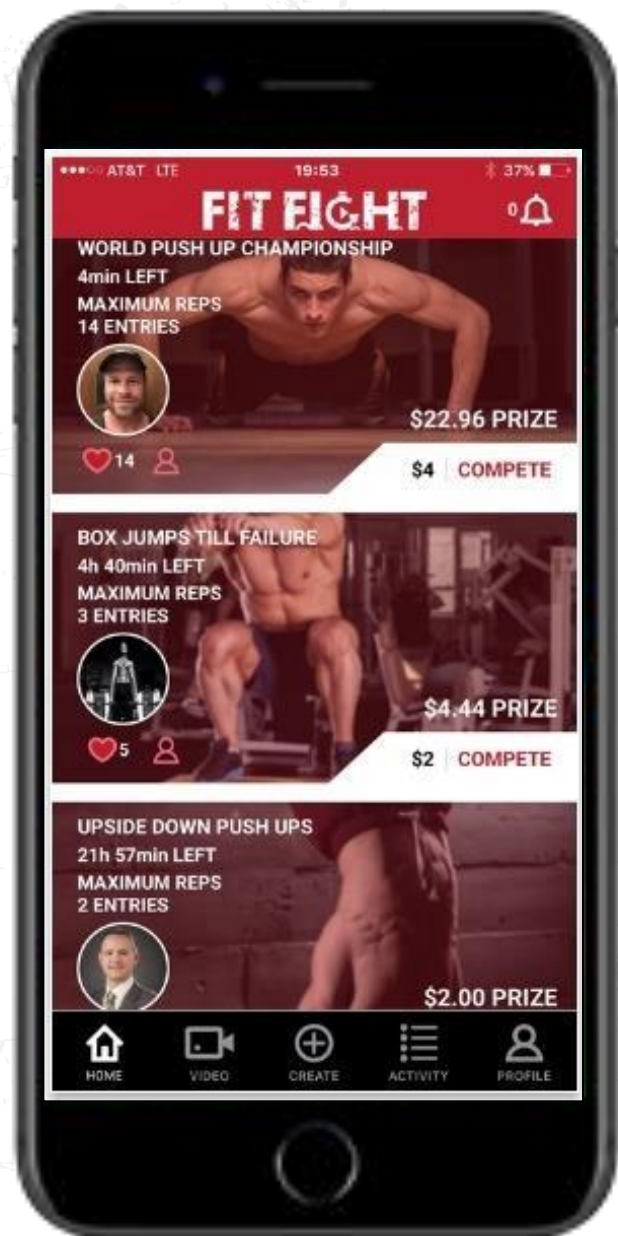 AT&T LTE 19:53 37%
FIT FIGHT
0
WORLD PUSH UP CHAMPIONSHIP
4min LEFT
MAXIMUM REPS
14 ENTRIES
$22.96 PRIZE
14
$4 COMPETE
BOX JUMPS TILL FAILURE
4h 40min LEFT
MAXIMUM REPS
3 ENTRIES
$4.44 PRIZE
5
$2 COMPETE
UPSIDE DOWN PUSH UPS
21h 57min LEFT
MAXIMUM REPS
2 ENTRIES
$2.00 PRIZE
HOME VIDEO CREATE ACTIVITY PROFILE